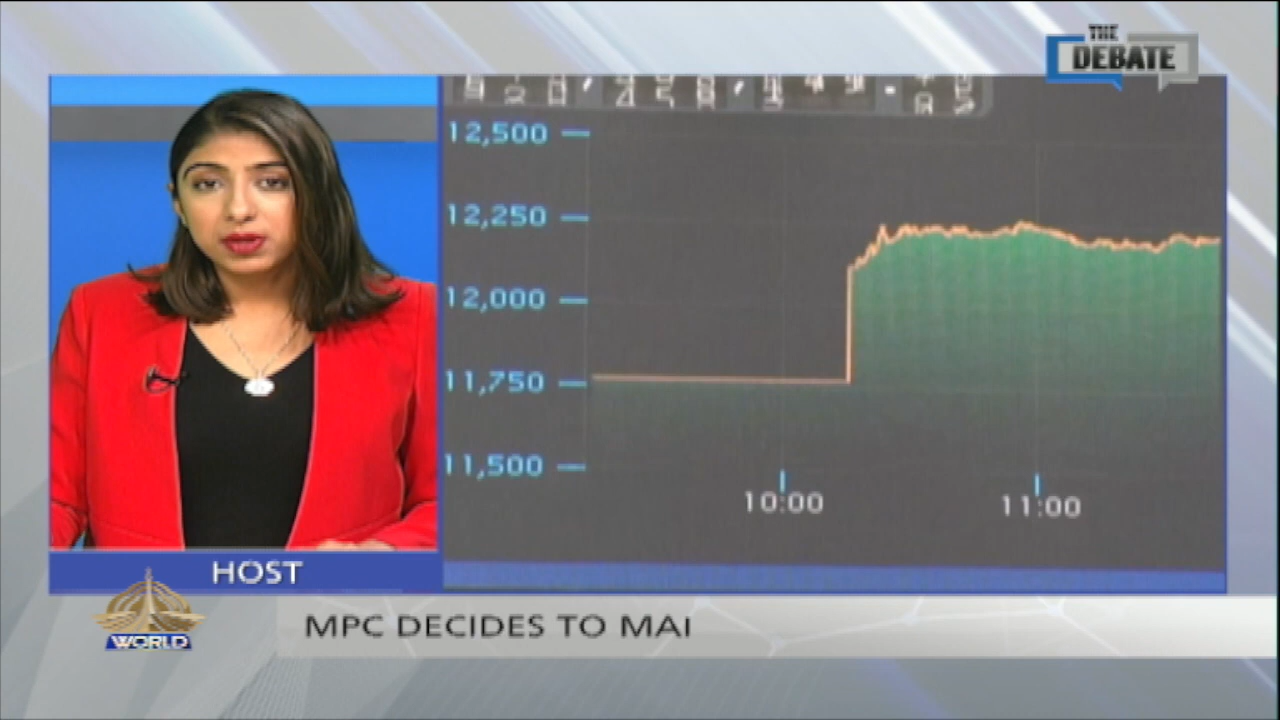 THE
DEBATE
12,500
12,250
12,000
11,750
11,500
10:00
11:00
HOST
WORLD
MPC DECIDES TO MAI